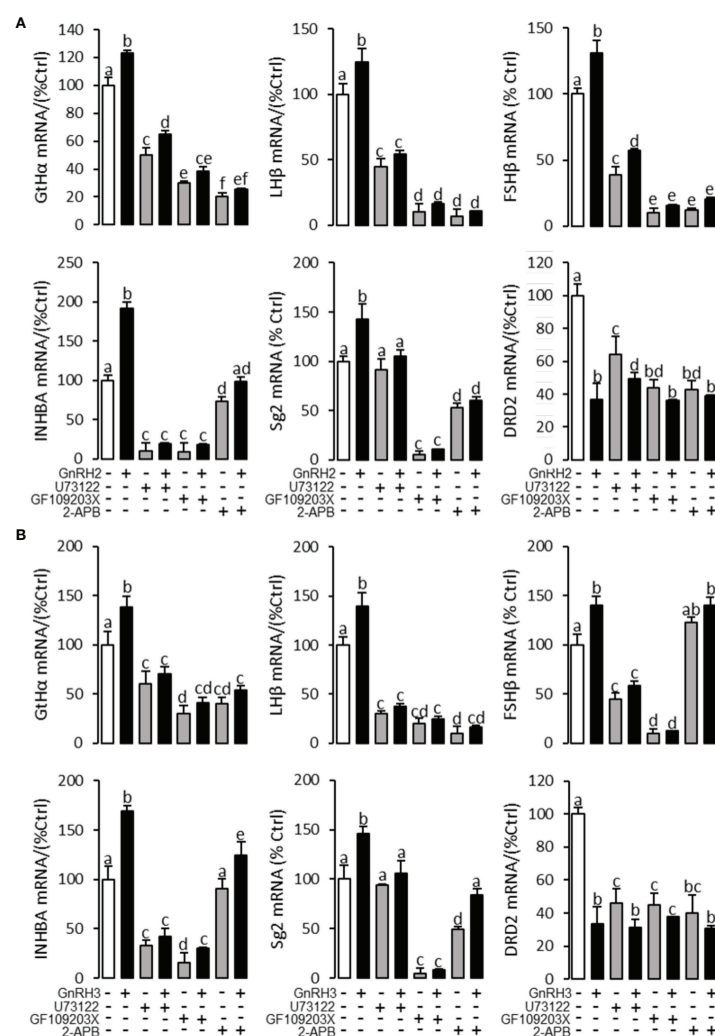 A
GtHα mRNA/(%Ctrl)
140
120
100
80
60
40
20
0
a b c d e ce f ef
LHβ mRNA/(%Ctrl)
150
100
50
0
a b c c d d d d
FSHβ mRNA (% Ctrl)
150
100
50
0
a b c d e e e e
INHBA mRNA/(%Ctrl)
250
200
150
100
50
0
a b c c c c d ad
Sg2 mRNA (% Ctrl)
200
150
100
50
0
a b a a c c d d
DRD2 mRNA/(%Ctrl)
120
100
80
60
40
20
0
a b c d bd b bd b
GnRH2 - + - + - + - + - + - + - + - + - + - + - + - +
U73122 - - + + - - - - - - + + - - - - - - + + - - - -
GF109203X - - - - + + - - - - - - + + - - - - - - + + - -
2-APB - - - - - - + + - - - - - - + + - - - - - - + +
B
GtHα mRNA/(%Ctrl)
200
150
100
50
0
a b c c d cd cd c
LHβ mRNA/(%Ctrl)
200
150
100
50
0
a b c c cd c d cd
FSHβ mRNA (% Ctrl)
200
150
100
50
0
a b c c d d ab b
INHBA mRNA/(%Ctrl)
200
150
100
50
0
a b c c d c a e
Sg2 mRNA (% Ctrl)
200
150
100
50
0
a b a a c c d a
DRD2 mRNA/(%Ctrl)
120
100
80
60
40
20
0
a b c b c c bc b
GnRH3 - + - + - + - + - + - + - + - + - + - + - + - +
U73122 - - + + - - - - - - + + - - - - - - + + - - - -
GF109203X - - - - + + - - - - - - + + - - - - - - + + - -
2-APB - - - - - - + + - - - - - - + + - - - - - - + +